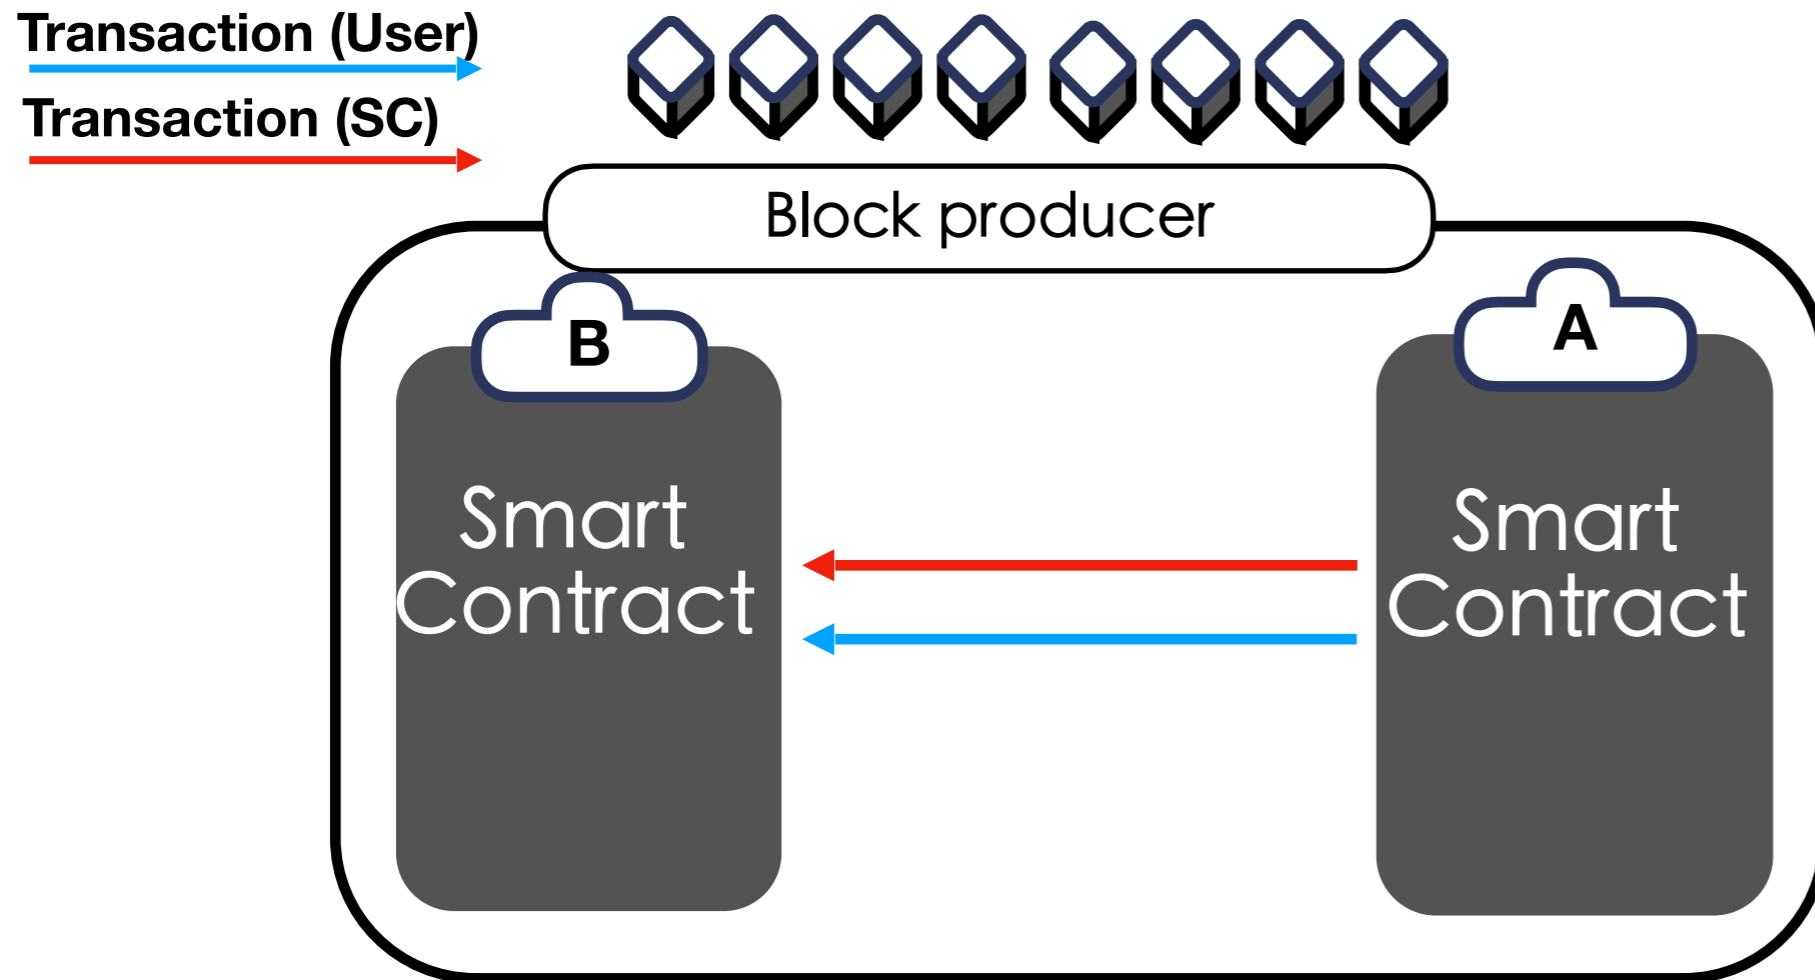 Transaction (User)
Transaction (SC)
Block producer
B
A
Smart
Contract
Smart
Contract